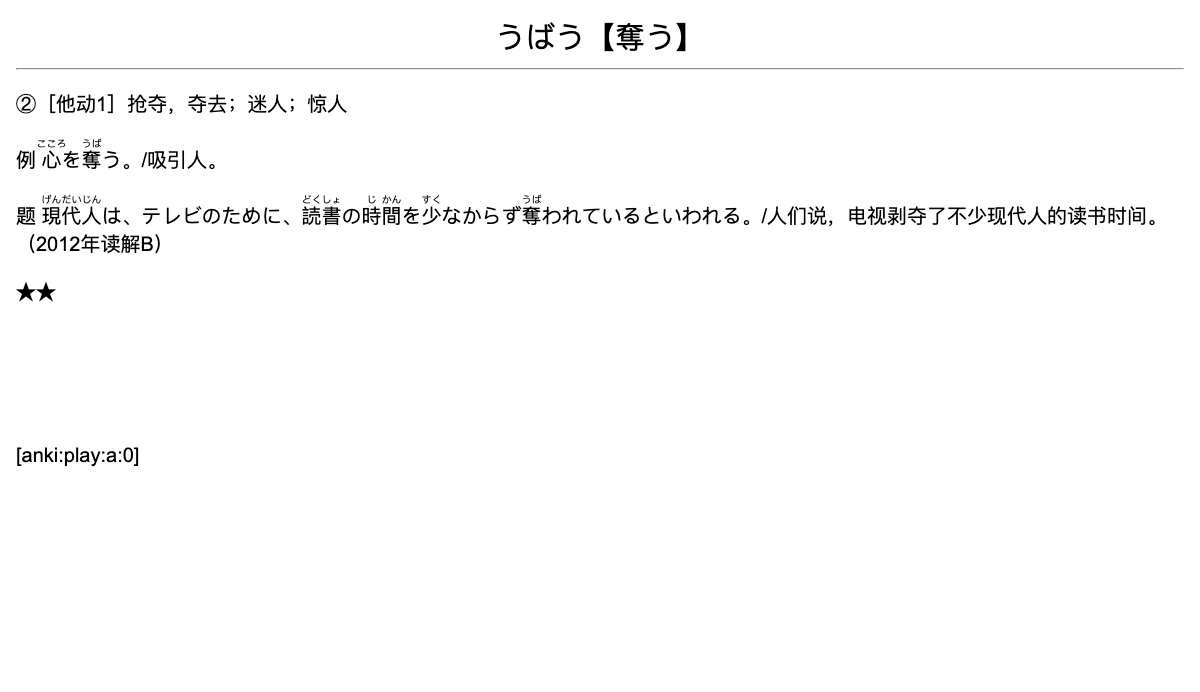 うばう【奪う】
②［他动1］抢夺，夺去；迷人；惊人
こころ うば
例 心を奪う。/吸引人。
げんだいじん どくしょ じ かん すく うば
题 現代人は、テレビのために、読書の時間を少なからず奪われているといわれる。/人们说，电视剥夺了不少现代人的读书时间。
（2012年读解B）
★★
[anki:play:a:0]